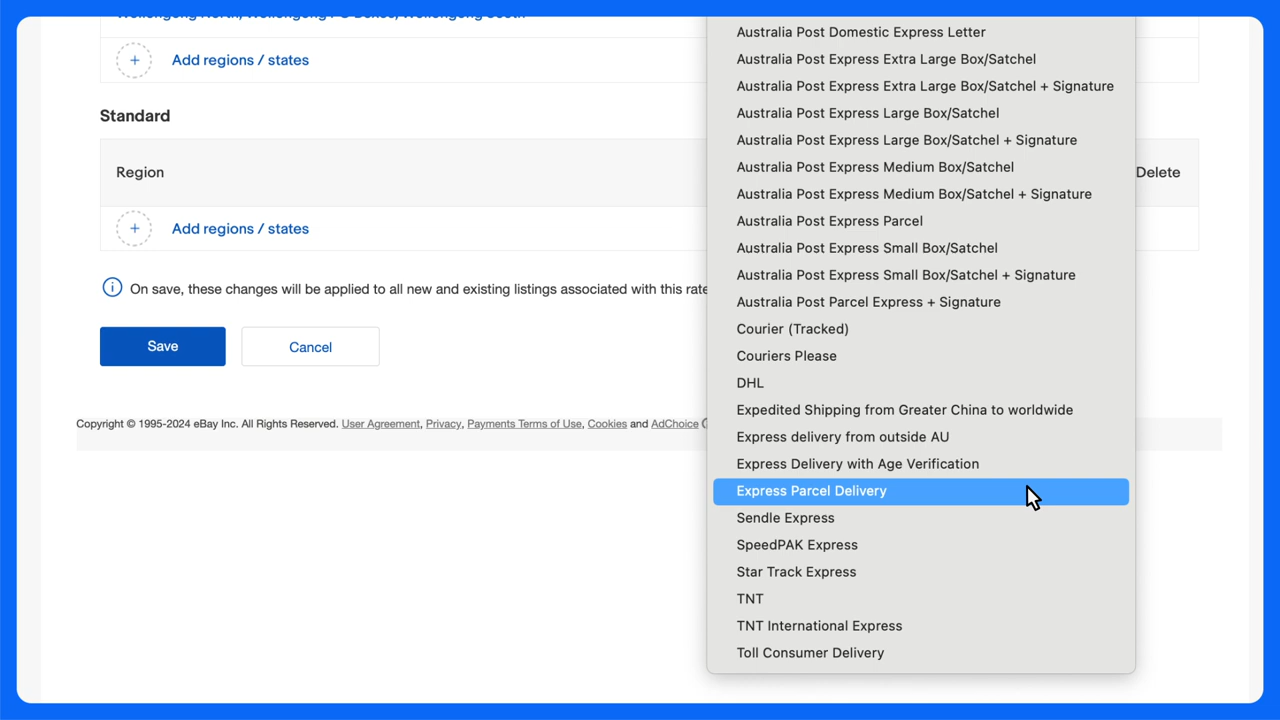 Wollongong North, Wollongong PO Boxes, Wollongong South
Add regions / states
Standard
Region
Delete
Add regions / states
On save, these changes will be applied to all new and existing listings associated with this rate
Save
Cancel
Copyright © 1995-2024 eBay Inc. All Rights Reserved. User Agreement, Privacy, Payments Terms of Use, Cookies and AdChoice
Australia Post Domestic Express Letter
Australia Post Express Extra Large Box/Satchel
Australia Post Express Extra Large Box/Satchel + Signature
Australia Post Express Large Box/Satchel
Australia Post Express Large Box/Satchel + Signature
Australia Post Express Medium Box/Satchel
Australia Post Express Medium Box/Satchel + Signature
Australia Post Express Parcel
Australia Post Express Small Box/Satchel
Australia Post Express Small Box/Satchel + Signature
Australia Post Parcel Express + Signature
Courier (Tracked)
Couriers Please
DHL
Expedited Shipping from Greater China to worldwide
Express delivery from outside AU
Express Delivery with Age Verification
Express Parcel Delivery
Sendle Express
SpeedPAK Express
Star Track Express
TNT
TNT International Express
Toll Consumer Delivery